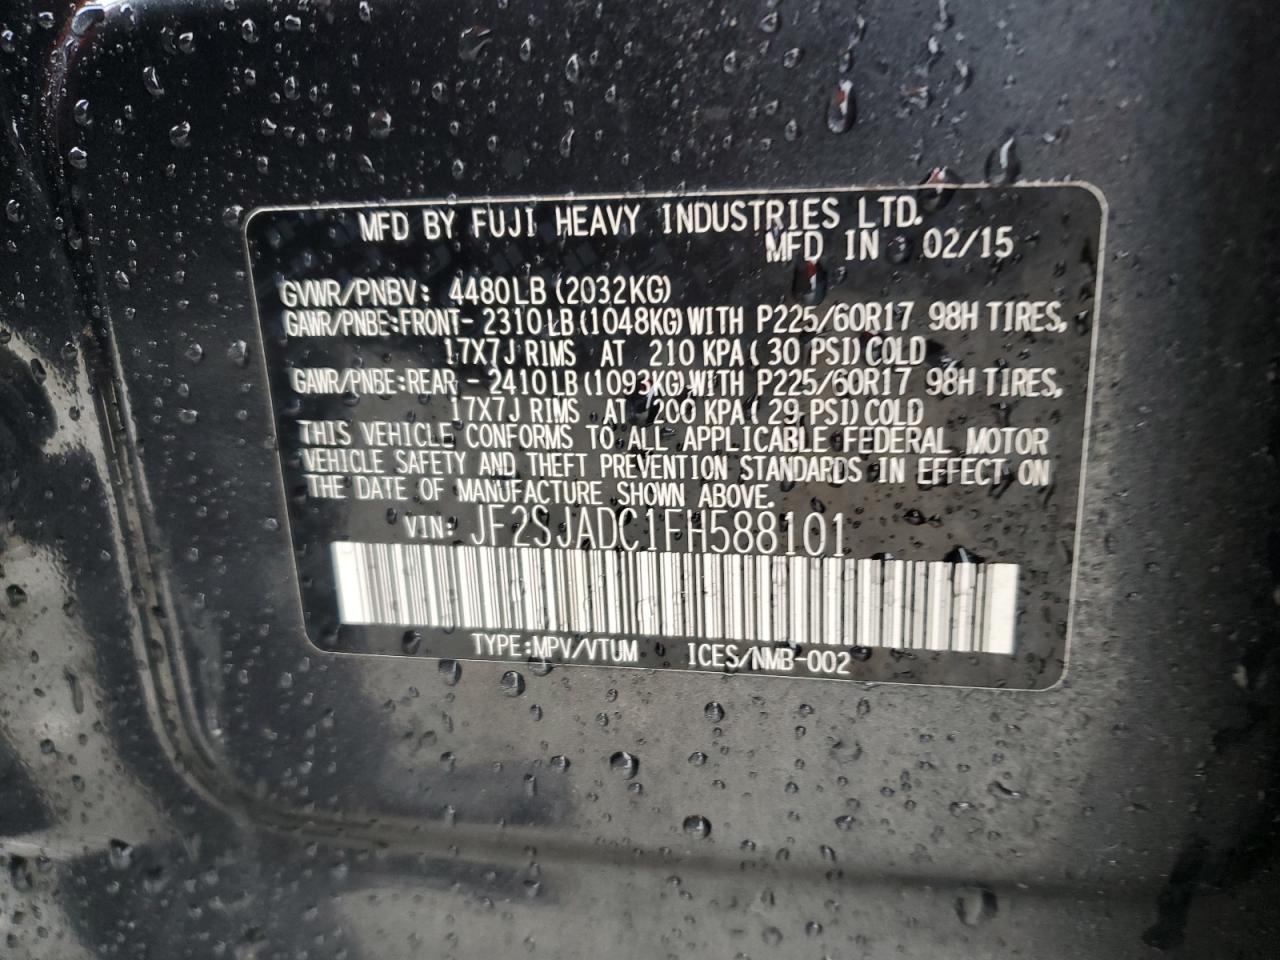 MFD BY FUJI HEAVY INDUSTRIES LTD.
MFD IN 02/15
GVWR/PNBV: 4480LB (2032KG)
GAWR/PNBE:FRONT- 2310LB (1048KG) WITH P225/60R17 98H TIRES,
17X7J RIMS AT 210 KPA ( 30 PSI) COLD
GAWR/PNBE:REAR - 2410LB (1093KG) WITH P225/60R17 98H TIRES,
17X7J RIMS AT 200 KPA ( 29 PSI) COLD
THIS VEHICLE CONFORMS TO ALL APPLICABLE FEDERAL MOTOR
VEHICLE SAFETY AND THEFT PREVENTION STANDARDS IN EFFECT ON
THE DATE OF MANUFACTURE SHOWN ABOVE.
VIN: JF2SJADC1FH588101
TYPE:MPV/VTUM ICES/NMB-002